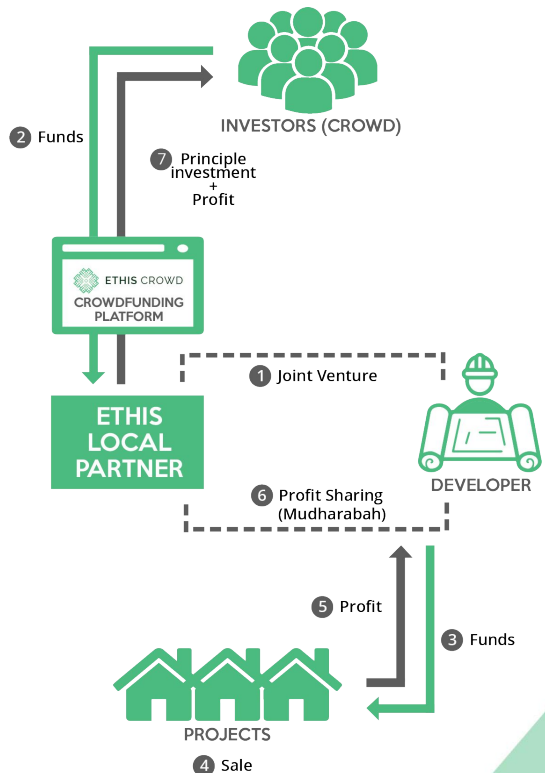 INVESTORS (CROWD)
2 Funds
7 Principle
investment
+
Profit
ETHIS CROWD
CROWDFUNDING
PLATFORM
1 Joint Venture
ETHIS
LOCAL
PARTNER
DEVELOPER
6 Profit Sharing
(Mudharabah)
5 Profit
3 Funds
PROJECTS
4 Sale